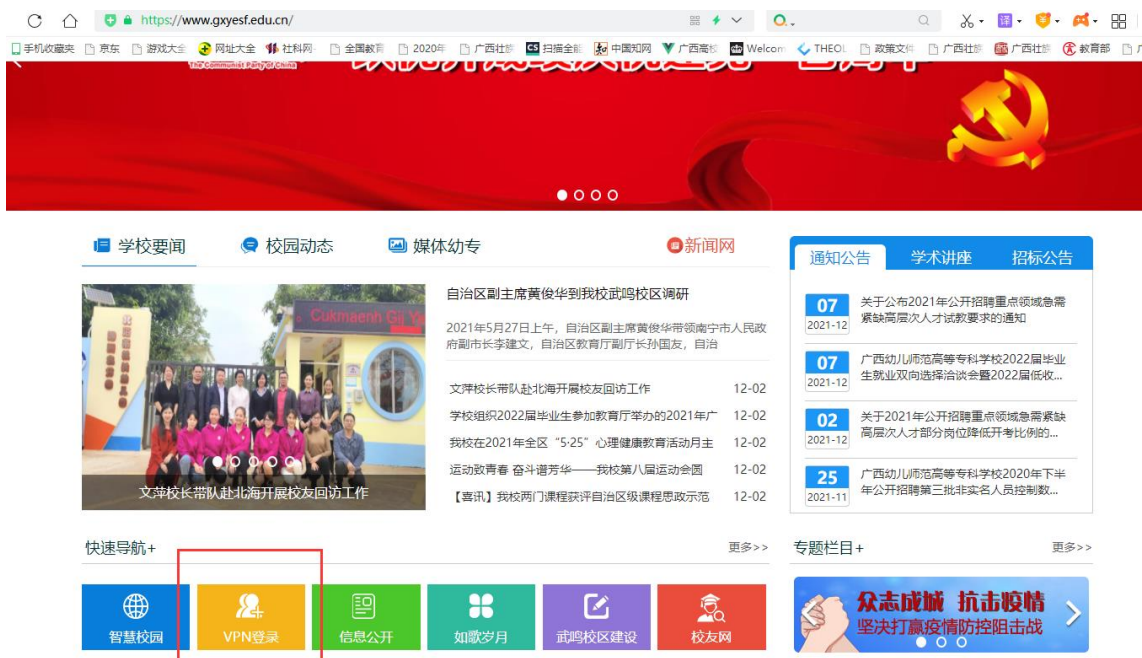 https://www.gxyesf.edu.cn/
手机收藏夹 京东 游戏大全 网址大全 社科网 全国教育 2020年 广西壮族 CS 扫描全能 中国知网 广西高校 Welcom THEOL 政策文件 广西壮族 广西壮族 教育部
The Communist Party of China
学校要闻 校园动态 媒体幼专 新闻网
通知公告 学术讲座 招标公告
Cukmaenh Gij
文萍校长带队赴北海开展校友回访工作
自治区副主席黄俊华到我校武鸣校区调研
2021年5月27日上午，自治区副主席黄俊华带领南宁市人民政
府副市长李建文，自治区教育厅副厅长孙国友，自治
文萍校长带队赴北海开展校友回访工作 12-02
学校组织2022届毕业生参加教育厅举办的2021年广 12-02
我校在2021年全区“5·25”心理健康教育活动月主 12-02
运动致青春 奋斗谱芳华——我校第八届运动会圆 12-02
【喜讯】我校两门课程获评自治区级课程思政示范 12-02
07
2021-12
关于公布2021年公开招聘重点领域急需
紧缺高层次人才试教要求的通知
07
2021-12
广西幼儿师范高等专科学校2022届毕业
生就业双向选择洽谈会暨2022届低收...
02
2021-12
关于2021年公开招聘重点领域急需紧缺
高层次人才部分岗位降低开考比例的...
25
2021-11
广西幼儿师范高等专科学校2020年下半
年公开招聘第三批非实名人员控制数...
快速导航+ 更多>>
专题栏目+ 更多>>
智慧校园 VPN登录 信息公开 如歌岁月 武鸣校区建设 校友网
众志成城 抗击疫情
坚决打赢疫情防控阻击战